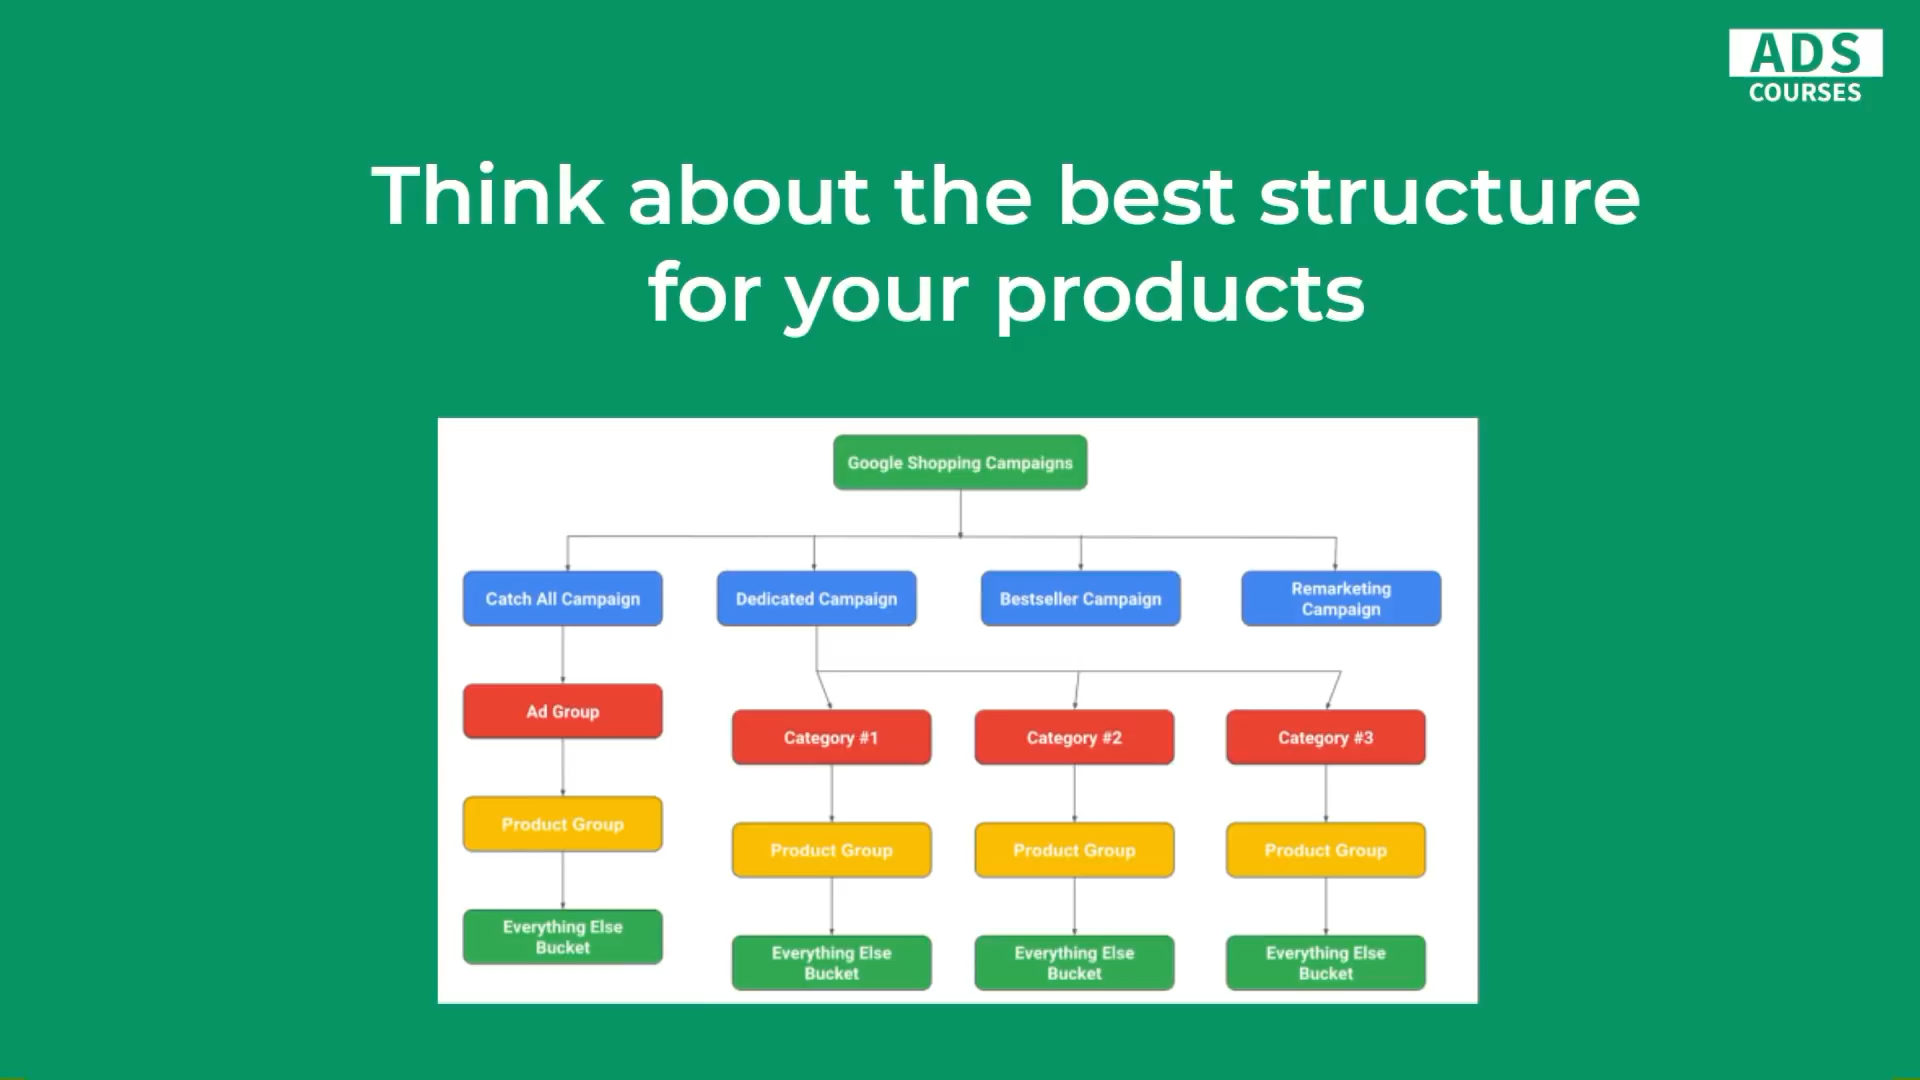 ADS
COURSES
Think about the best structure
for your products
Google Shopping Campaigns
Catch All Campaign
Dedicated Campaign
Bestseller Campaign
Remarketing
Campaign
Ad Group
Category #1
Category #2
Category #3
Product Group
Product Group
Product Group
Product Group
Everything Else
Bucket
Everything Else
Bucket
Everything Else
Bucket
Everything Else
Bucket